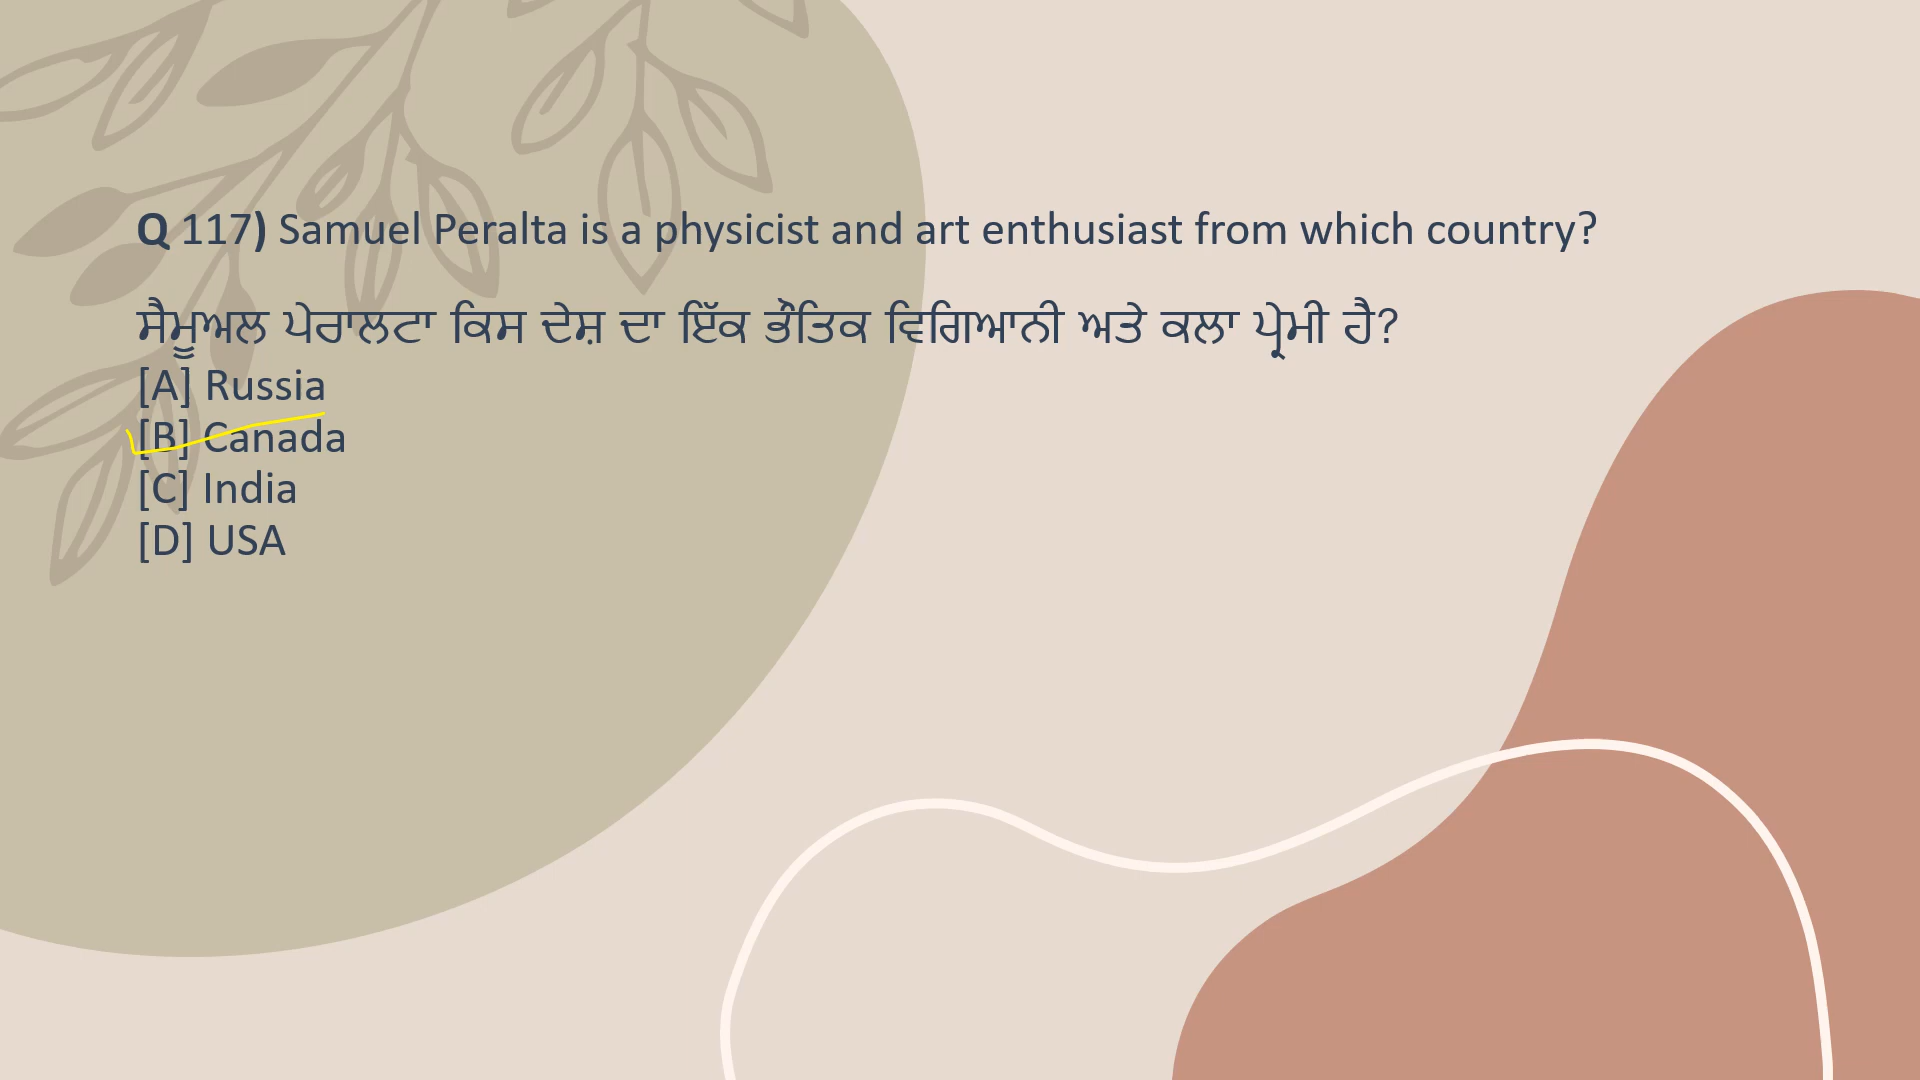 Q 117) Samuel Peralta is a physicist and art enthusiast from which country?
ਸੈਮੂਅਲ ਪੇਰਾਲਟਾ ਕਿਸ ਦੇਸ਼ ਦਾ ਇੱਕ ਭੌਤਿਕ ਵਿਗਿਆਨੀ ਅਤੇ ਕਲਾ ਪ੍ਰੇਮੀ ਹੈ?
[A] Russia
[B] Canada
[C] India
[D] USA